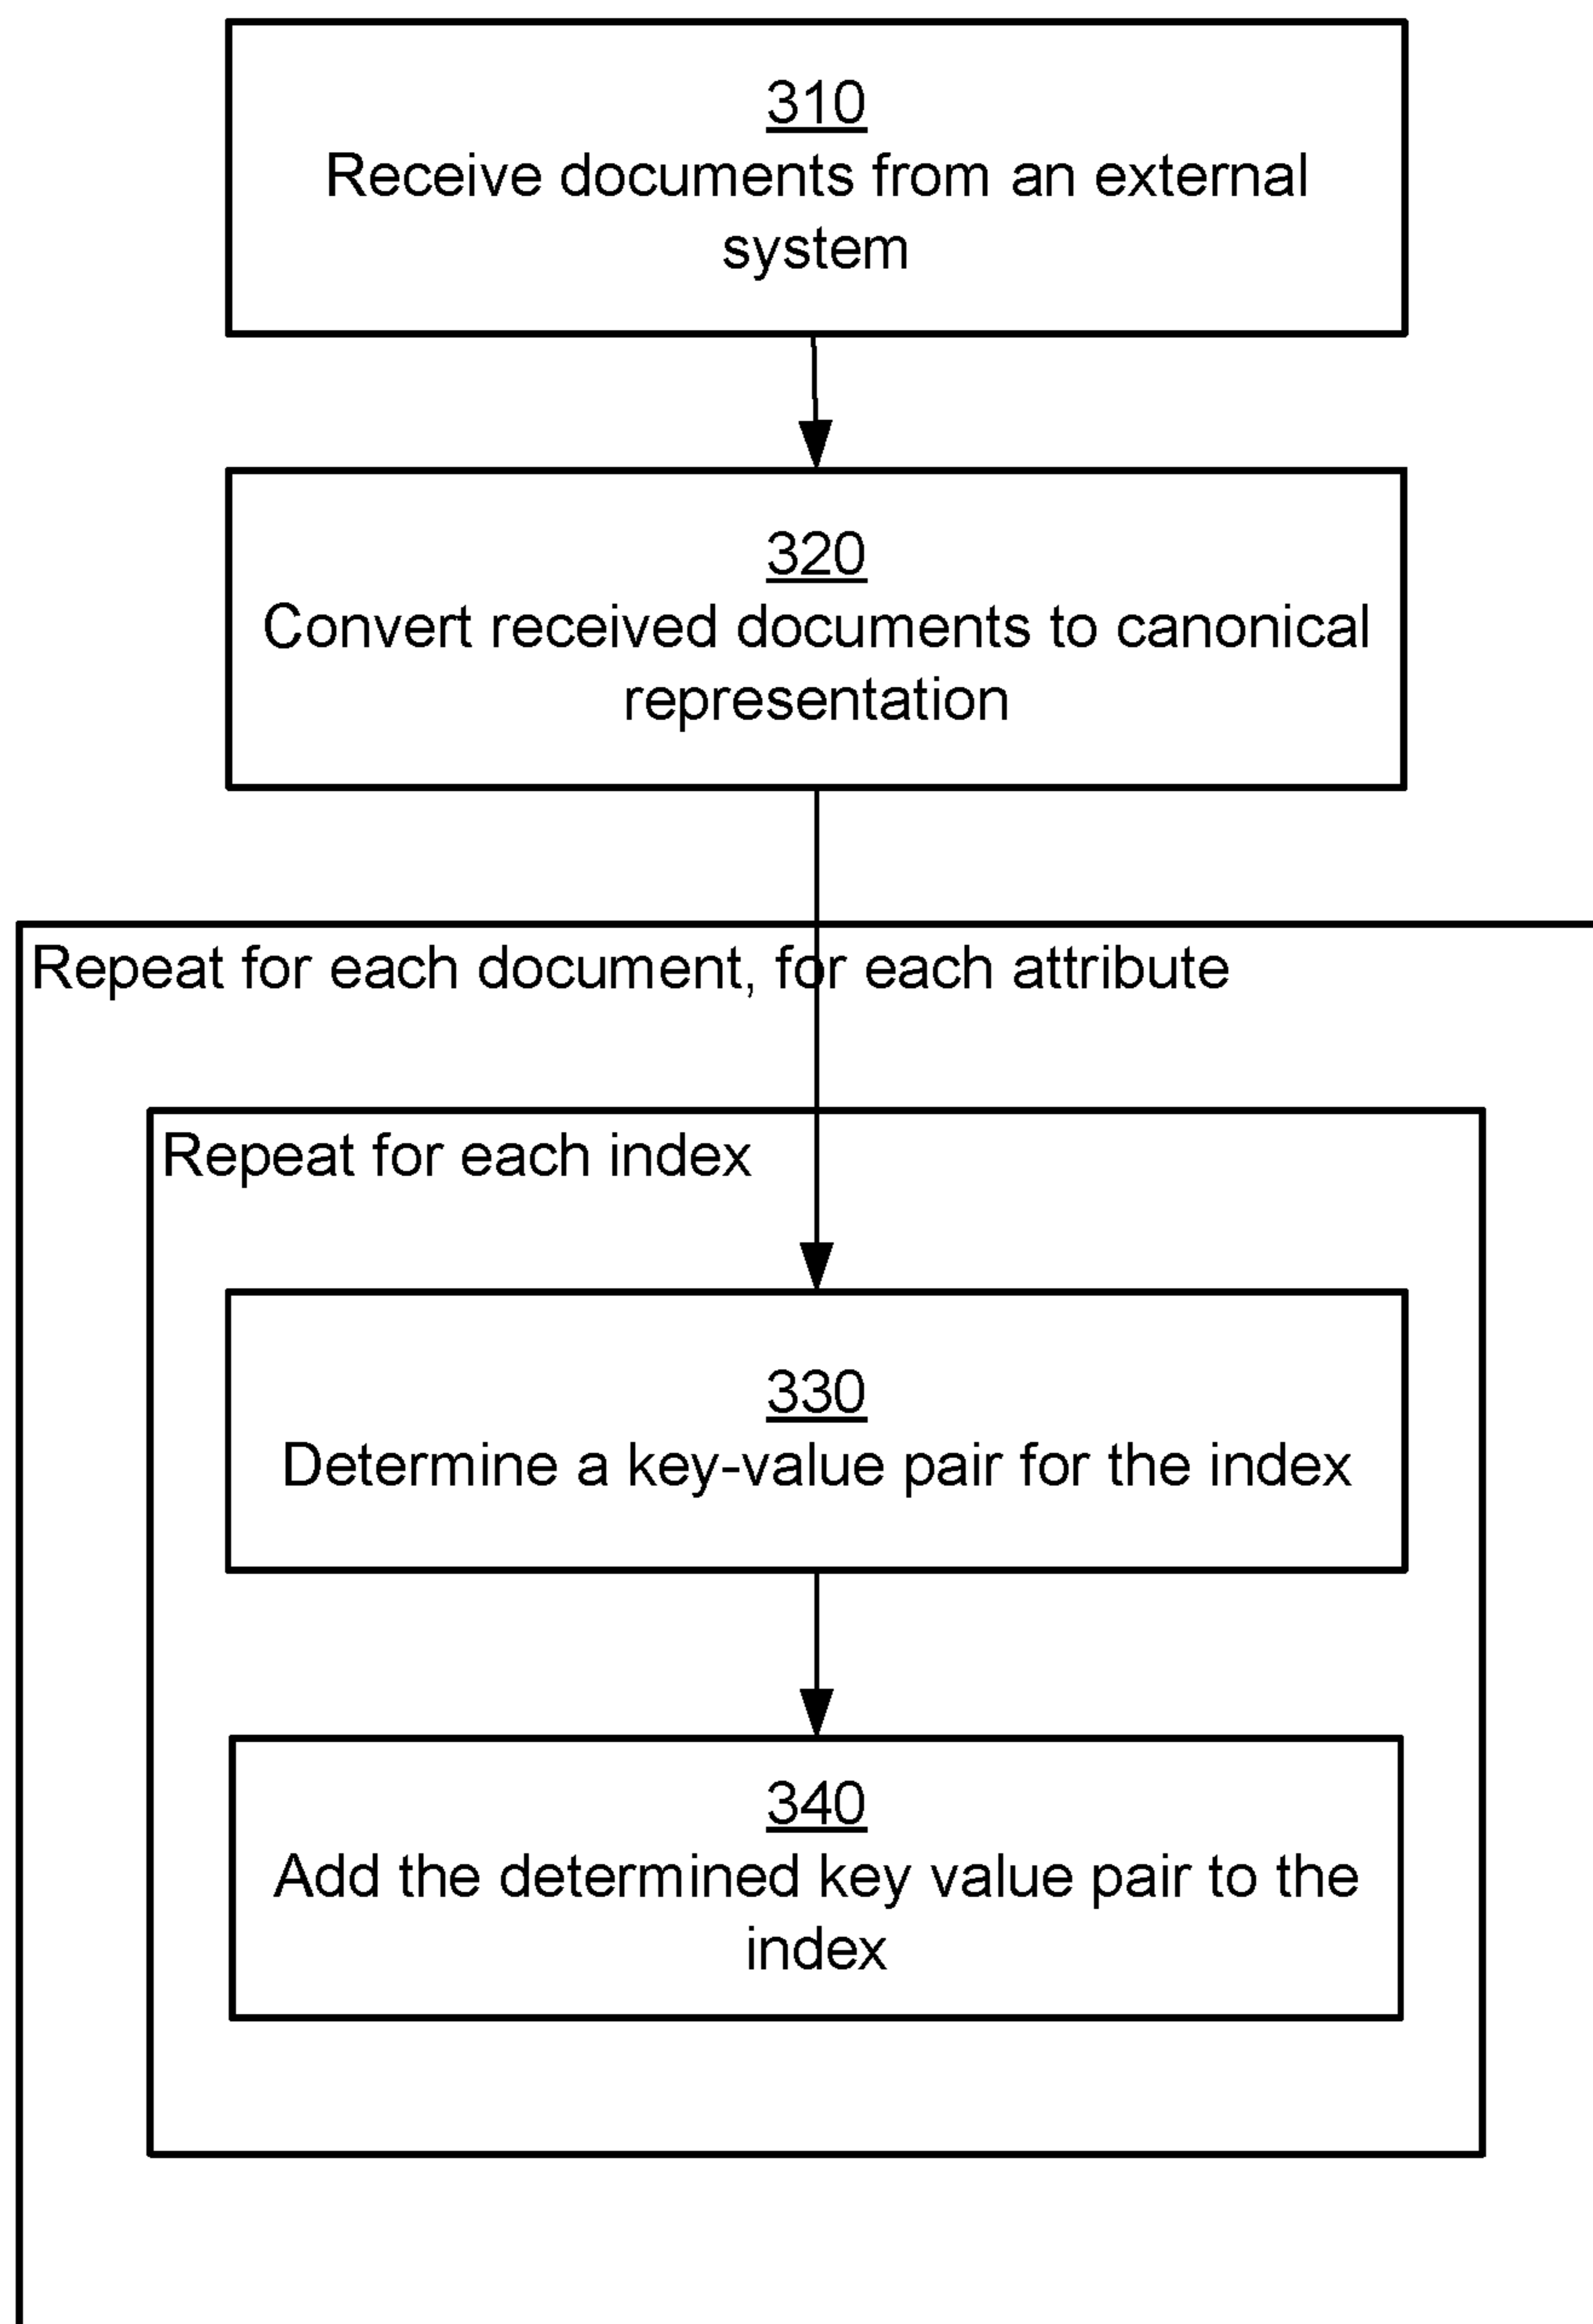 310
Receive documents from an external
system
320
Convert received documents to canonical
representation
Repeat for each document, for each attribute
Repeat for each index
330
Determine a key-value pair for the index
340
Add the determined key value pair to the
index